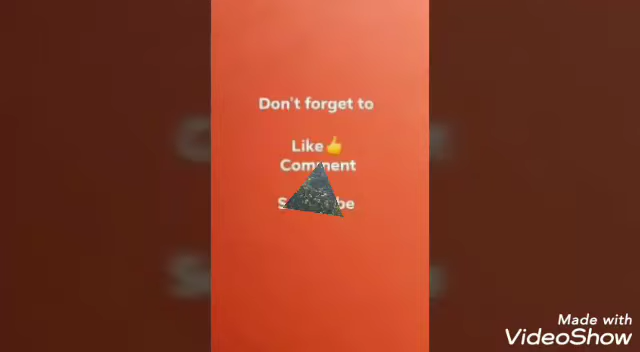 Don't forget to
Like👍
Comment
Made with
VideoShow